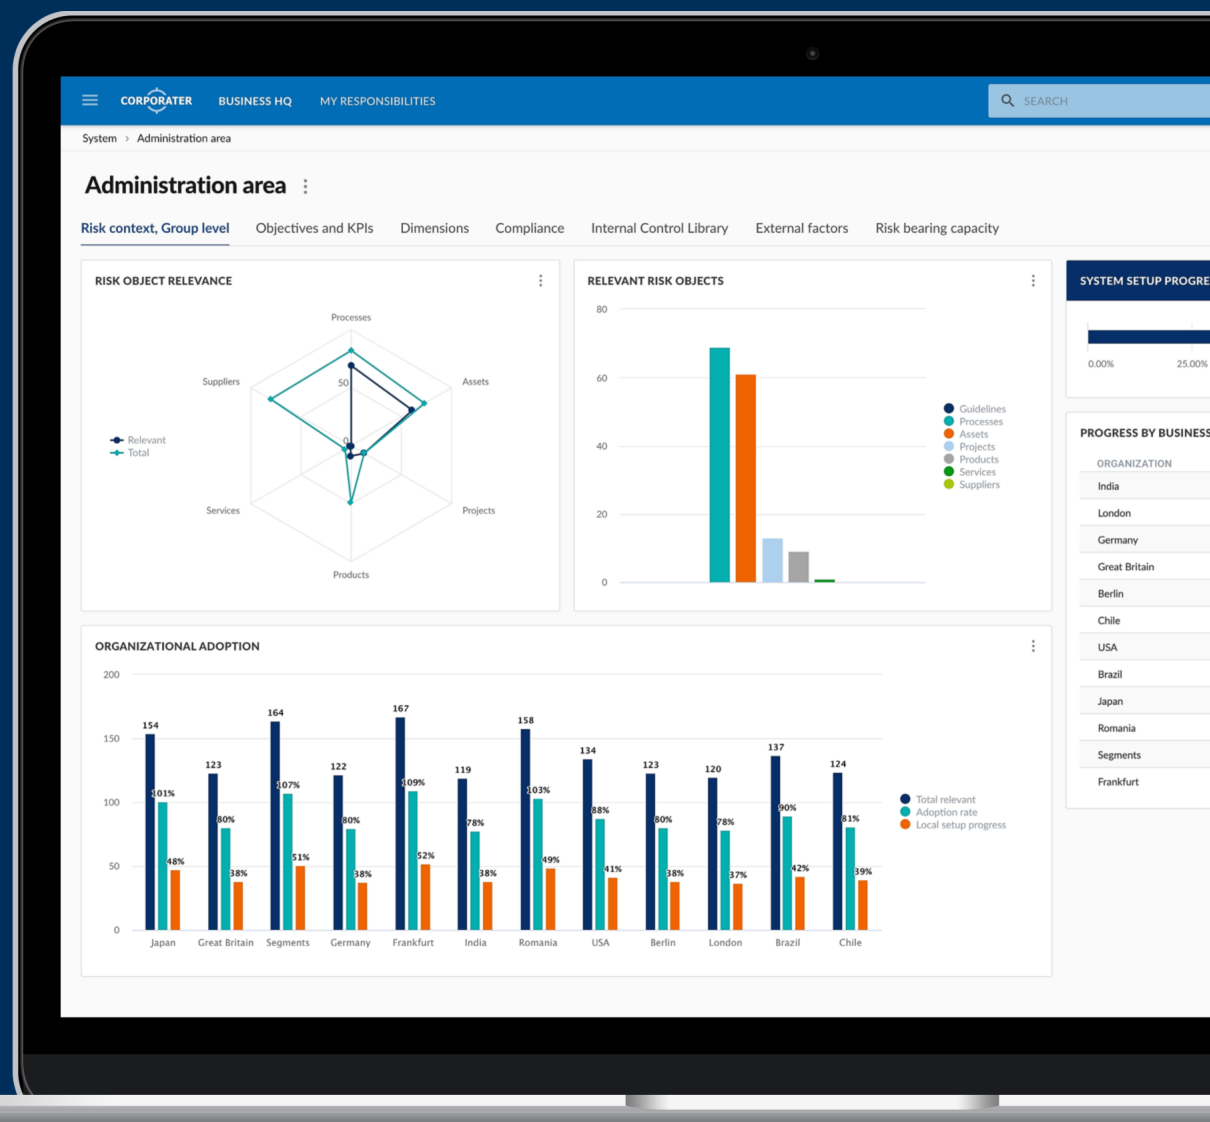 CORPORATER BUSINESS HQ MY RESPONSIBILITIES SEARCH
System > Administration area
Administration area
Risk context, Group level Objectives and KPIs Dimensions Compliance Internal Control Library External factors Risk bearing capacity
RISK OBJECT RELEVANCE
Processes
Suppliers 50 Assets
Relevant
Total
0
Services Projects
Products
RELEVANT RISK OBJECTS
80
60
40
20
0
Guidelines
Processes
Assets
Projects
Products
Services
Suppliers
SYSTEM SETUP PROGRE
0.00% 25.00%
PROGRESS BY BUSINESS
ORGANIZATION
India
London
Germany
Great Britain
Berlin
Chile
USA
Brazil
Japan
Romania
Segments
Frankfurt
ORGANIZATIONAL ADOPTION
200
150
100
50
0
154 101% 48%
123 80% 38%
164 107% 51%
122 80% 38%
167 109% 52%
119 78% 38%
158 103% 49%
134 88% 41%
123 80% 38%
120 78% 37%
137 90% 42%
124 81% 39%
Japan Great Britain Segments Germany Frankfurt India Romania USA Berlin London Brazil Chile
Total relevant
Adoption rate
Local setup progress